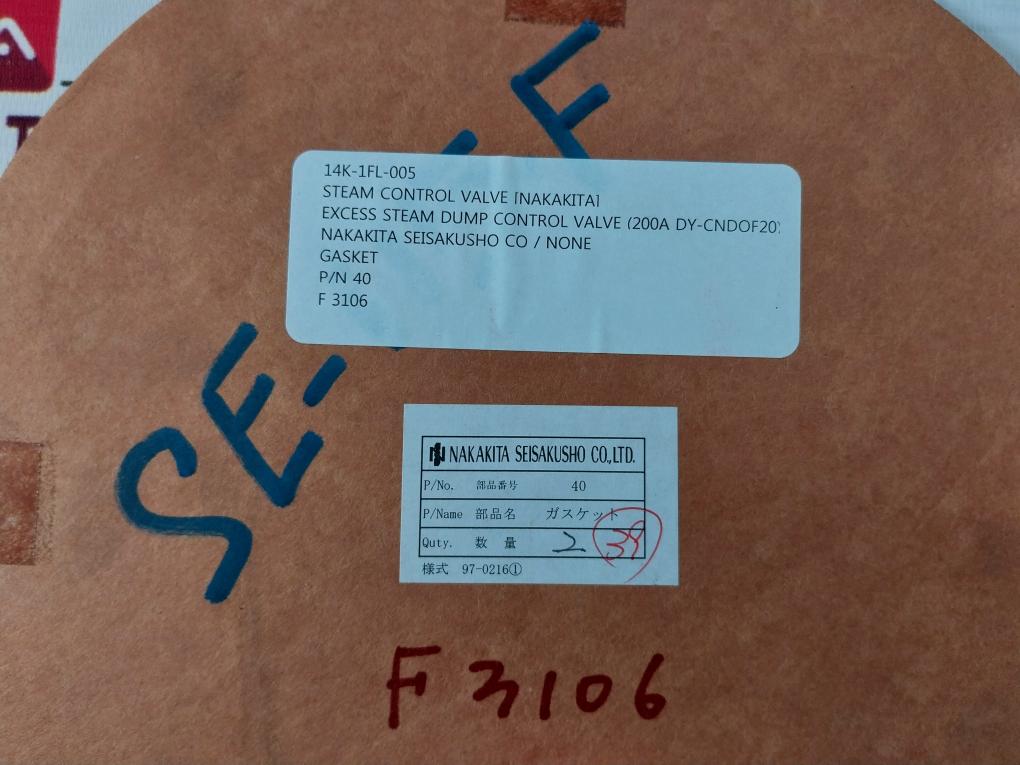 14K-1FL-005
STEAM CONTROL VALVE [NAKAKITA]
EXCESS STEAM DUMP CONTROL VALVE (200A DY-CNDOF20
NAKAKITA SEISAKUSHO CO / NONE
GASKET
P/N 40
F 3106
NAKAKITA SEISAKUSHO CO.,LTD.
P/No. 部品番号 40
P/Name 部品名 ガスケット
Quty. 数 量 2 39
様式 97-0216①
F 3106